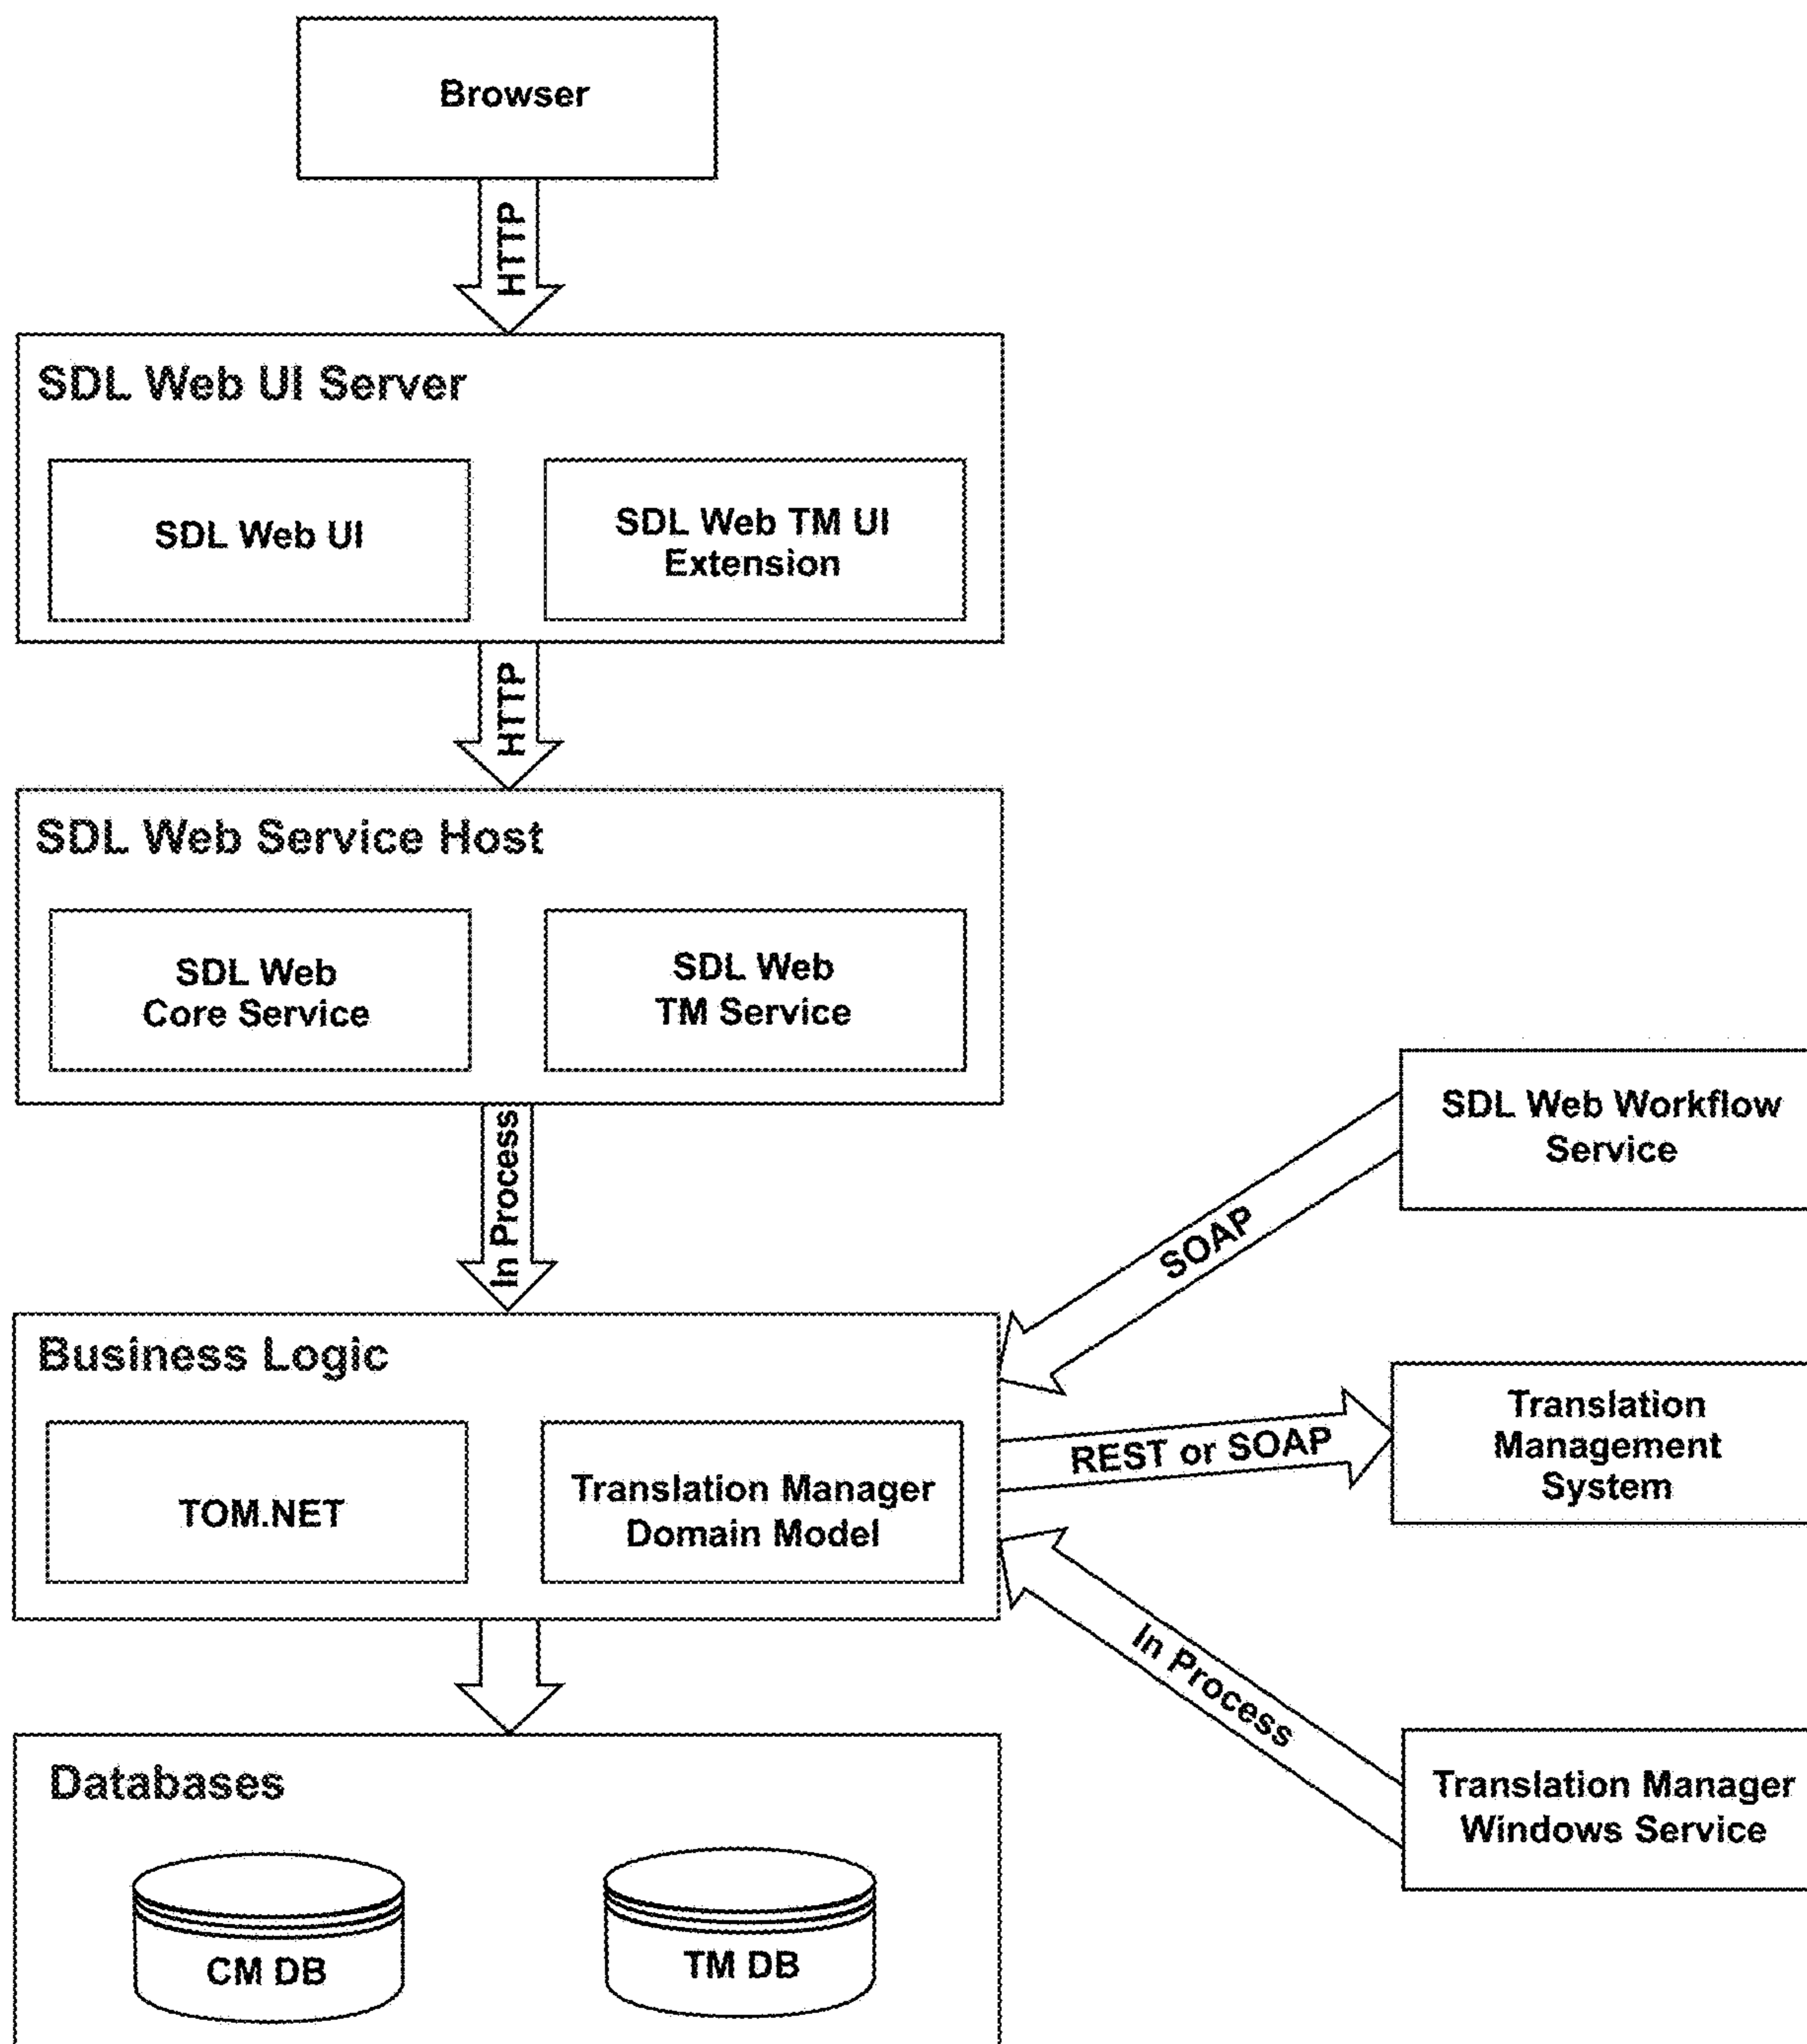 Browser
HTTP
SDL Web UI Server
SDL Web UI
SDL Web TM UI
Extension
HTTP
SDL Web Service Host
SDL Web
Core Service
SDL Web
TM Service
In Process
SDL Web Workflow
Service
SOAP
Business Logic
TOM.NET
Translation Manager
Domain Model
REST or SOAP
Translation
Management
System
In Process
Translation Manager
Windows Service
Databases
CM DB
TM DB